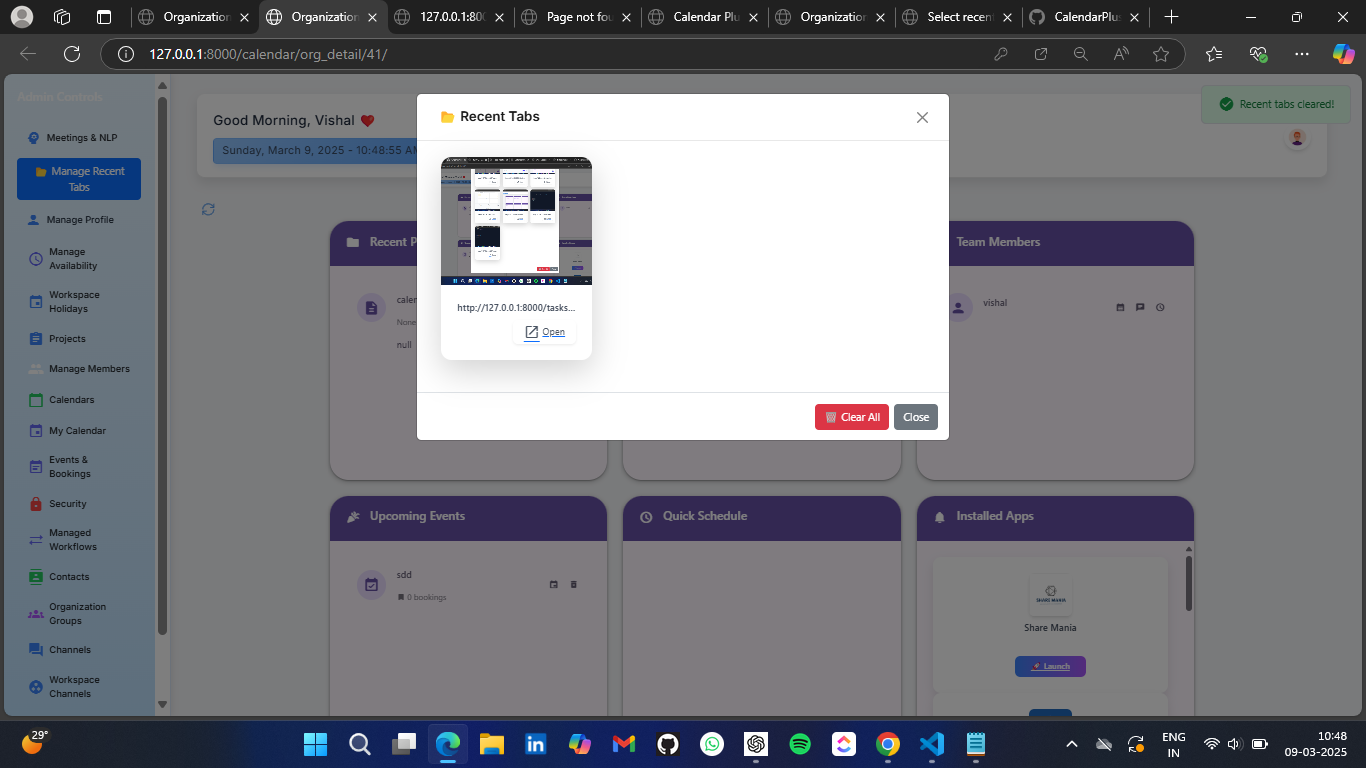 Organization
Organization
127.0.0.1:800
Page not fou
Calendar Plu
Organization
Select recent
CalendarPlus
127.0.0.1:8000/calendar/org_detail/41/
Admin Controls
Meetings & NLP
Manage Recent
Tabs
Manage Profile
Manage
Availability
Workspace
Holidays
Projects
Manage Members
Calendars
My Calendar
Events &
Bookings
Security
Managed
Workflows
Contacts
Organization
Groups
Channels
Workspace
Channels
Good Morning, Vishal ❤️
Sunday, March 9, 2025 - 10:48:55 AM
Recent tabs cleared!
Recent Tabs
http://127.0.0.1:8000/tasks...
Open
Clear All
Close
Recent P
calen
None
null
Team Members
vishal
Upcoming Events
sdd
0 bookings
Quick Schedule
Installed Apps
SHARE MANIA
Share Mania
Launch
29°
ENG
IN
10:48
09-03-2025